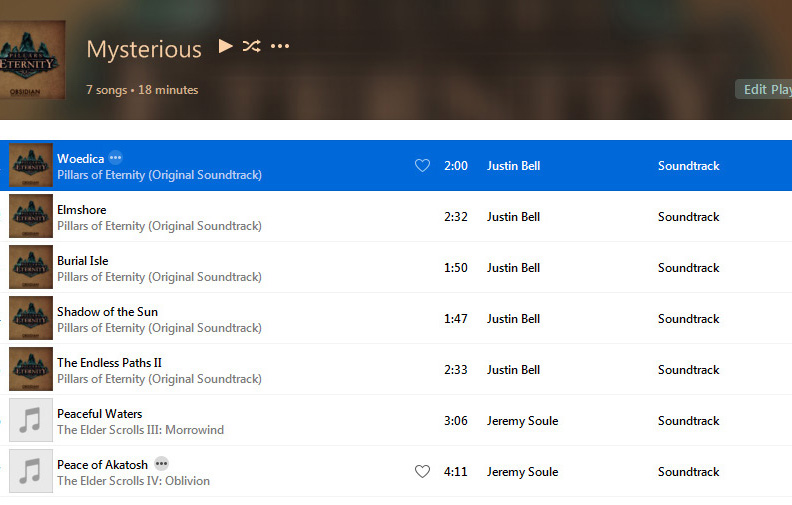 PILLARS
ETERNITY
OBSIDIAN
Mysterious
7 songs • 18 minutes
Edit Play
Woedica
Pillars of Eternity (Original Soundtrack)
2:00 Justin Bell Soundtrack
Elmshore
Pillars of Eternity (Original Soundtrack)
2:32 Justin Bell Soundtrack
Burial Isle
Pillars of Eternity (Original Soundtrack)
1:50 Justin Bell Soundtrack
Shadow of the Sun
Pillars of Eternity (Original Soundtrack)
1:47 Justin Bell Soundtrack
The Endless Paths II
Pillars of Eternity (Original Soundtrack)
2:33 Justin Bell Soundtrack
Peaceful Waters
The Elder Scrolls III: Morrowind
3:06 Jeremy Soule Soundtrack
Peace of Akatosh
The Elder Scrolls IV: Oblivion
4:11 Jeremy Soule Soundtrack